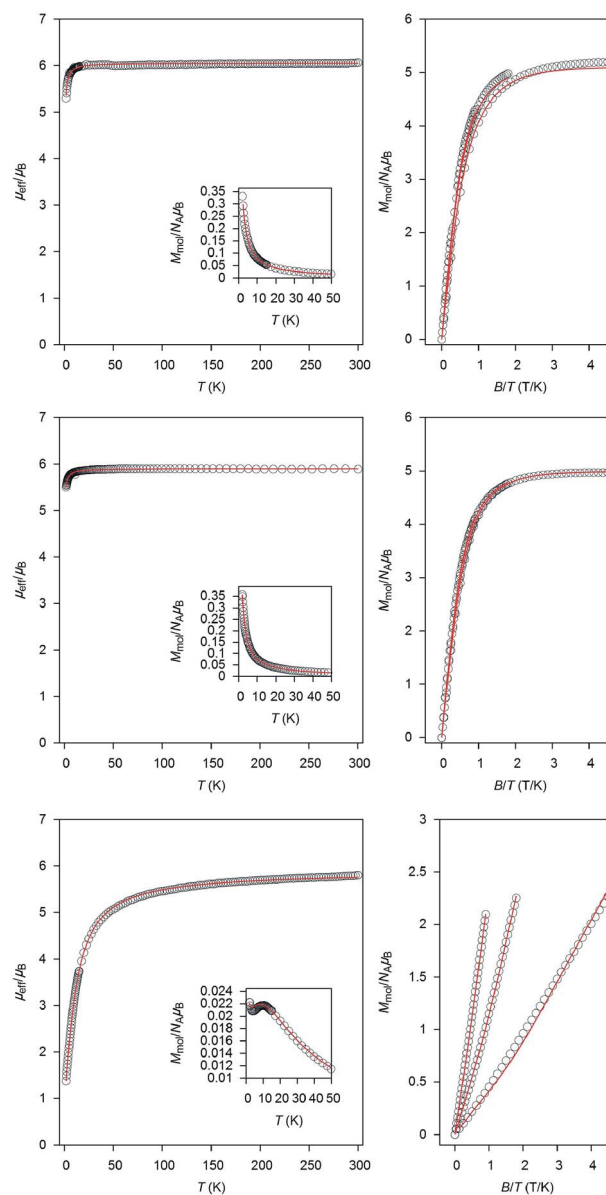 7
6
5
4
3
2
1
0
μeff/μB
0 50 100 150 200 250 300
T (K)
0.35
0.3
0.25
0.2
0.15
0.1
0.05
0
Mmol/NAμB
0 10 20 30 40 50
T (K)
6
5
4
3
2
1
0
Mmol/NAμB
0 1 2 3 4
B/T (T/K)
7
6
5
4
3
2
1
0
μeff/μB
0 50 100 150 200 250 300
T (K)
0.35
0.3
0.25
0.2
0.15
0.1
0.05
0
Mmol/NAμB
0 10 20 30 40 50
T (K)
6
5
4
3
2
1
0
Mmol/NAμB
0 1 2 3 4
B/T (T/K)
7
6
5
4
3
2
1
0
μeff/μB
0 50 100 150 200 250 300
T (K)
0.024
0.022
0.02
0.018
0.016
0.014
0.012
0.01
Mmol/NAμB
0 10 20 30 40 50
T (K)
3
2.5
2
1.5
1
0.5
0
Mmol/NAμB
0 1 2 3 4
B/T (T/K)